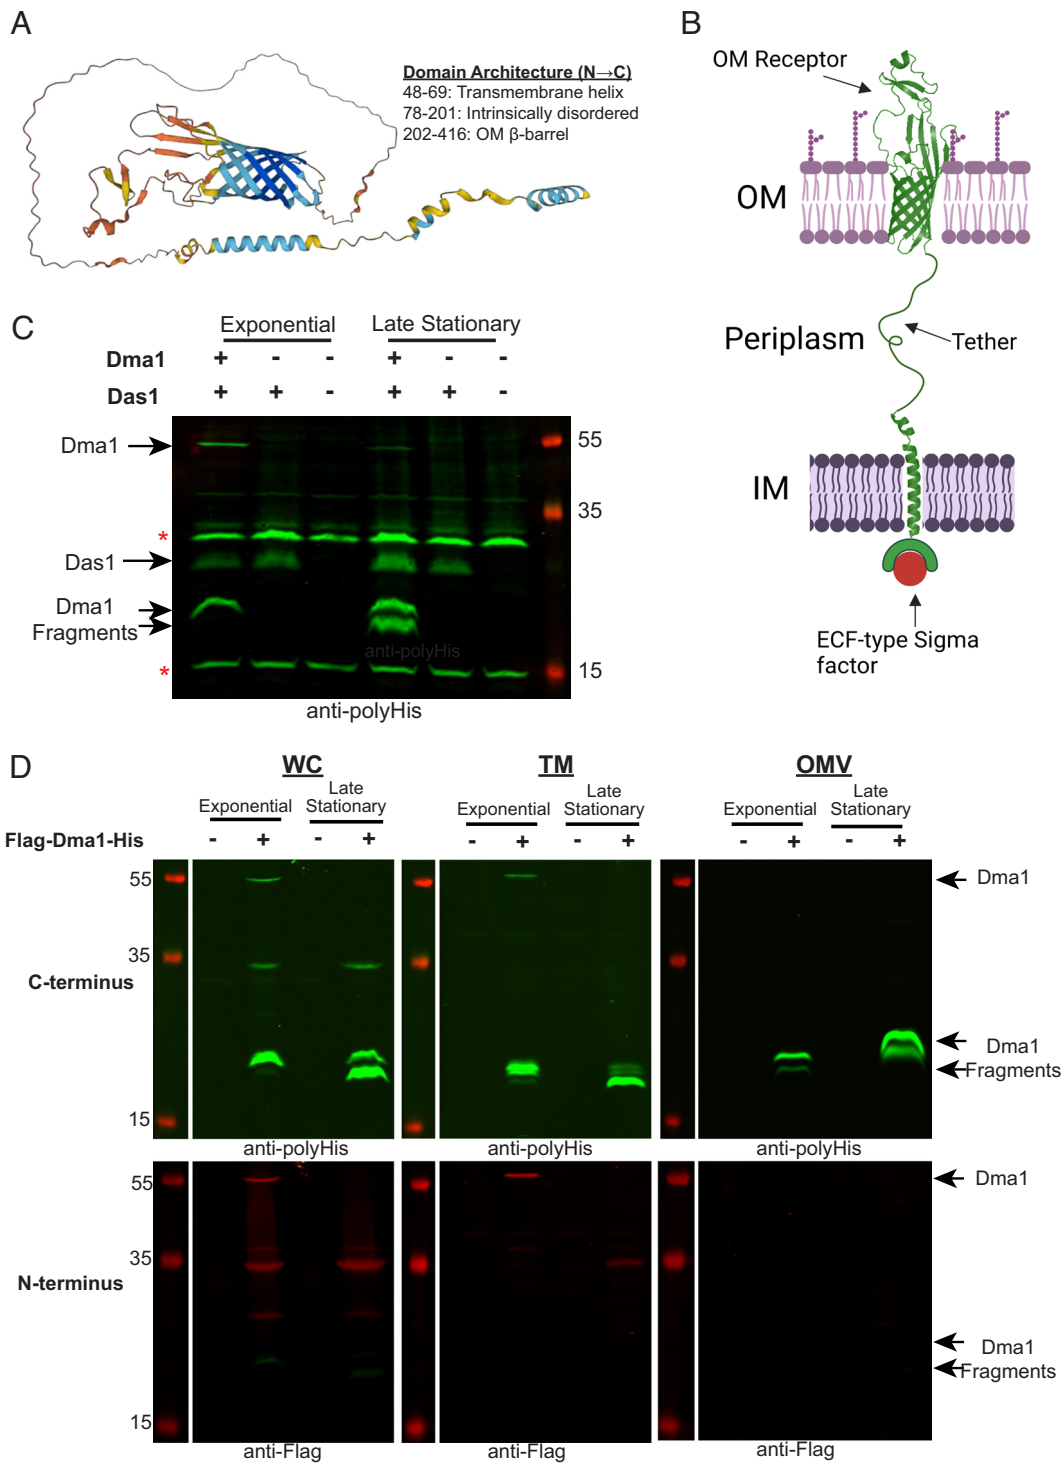 A
Domain Architecture (N→C)
48-69: Transmembrane helix
78-201: Intrinsically disordered
202-416: OM β-barrel
B
OM Receptor
OM
Periplasm
Tether
IM
ECF-type Sigma
factor
C
Exponential
Late Stationary
Dma1 + - - + - -
Das1 + + - + + -
Dma1
55
35
*
Das1
Dma1
Fragments
anti-polyHis
*
15
anti-polyHis
D
WC
TM
OMV
Exponential
Late
Stationary
Exponential
Late
Stationary
Exponential
Late
Stationary
Flag-Dma1-His - + - + - + - + - + - +
55
Dma1
35
C-terminus
Dma1
Fragments
15
anti-polyHis
anti-polyHis
anti-polyHis
55
Dma1
35
N-terminus
Dma1
Fragments
15
anti-Flag
anti-Flag
anti-Flag